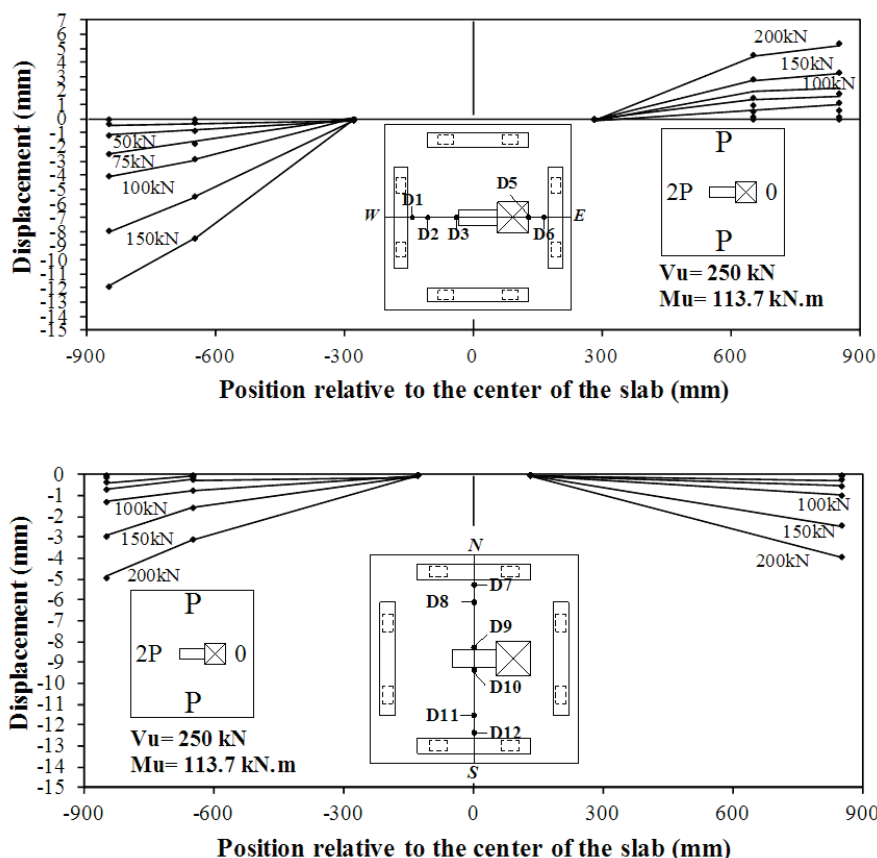 7
6
5
4
3
2
1
0
-1
-2
-3
-4
-5
-6
-7
-8
-9
-10
-11
-12
-13
-14
-15
Displacement (mm)
200kN
150kN
100kN
50kN
75kN
100kN
150kN
W
D1
D2
D3
D5
D6
E
P
2P
0
P
Vu= 250 kN
Mu= 113.7 kN.m
-900
-600
-300
0
300
600
900
Position relative to the center of the slab (mm)
0
-1
-2
-3
-4
-5
-6
-7
-8
-9
-10
-11
-12
-13
-14
-15
Displacement (mm)
100kN
150kN
200kN
100kN
150kN
200kN
P
2P
0
P
Vu= 250 kN
Mu= 113.7 kN.m
N
D7
D8
D9
D10
D11
D12
S
-900
-600
-300
0
300
600
900
Position relative to the center of the slab (mm)